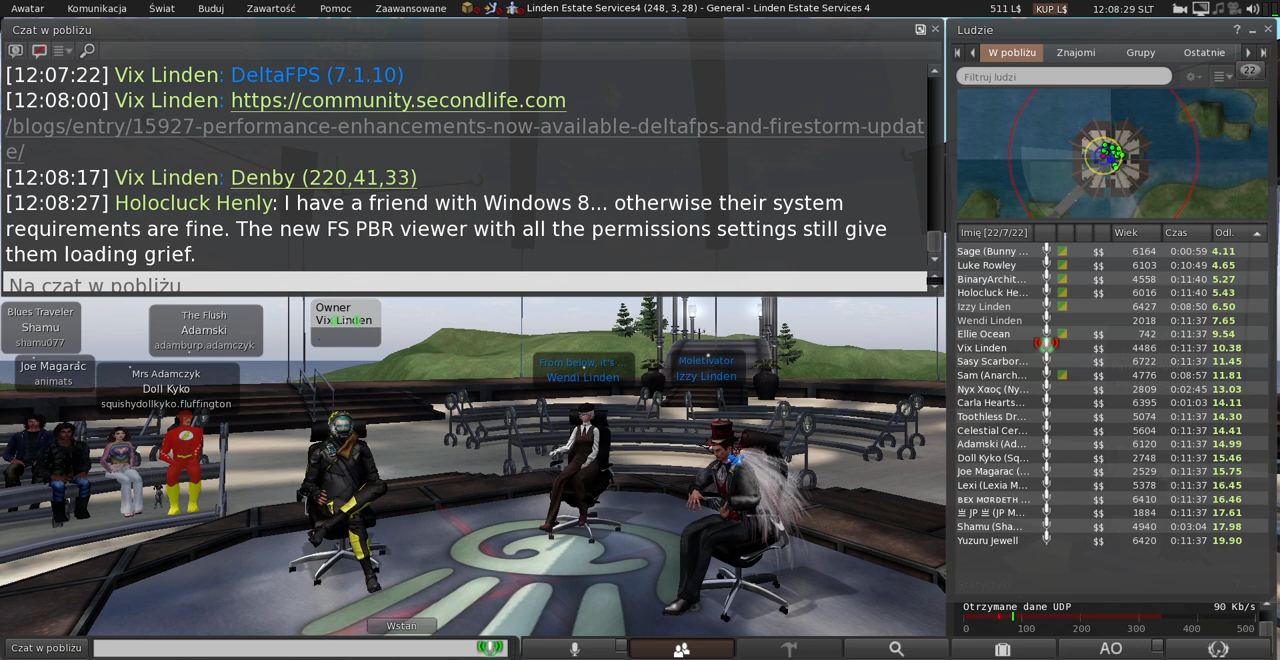 Awatar Komunikacja Świat Buduj Zawartość Pomoc Zaawansowane Linden Estate Services4 (248, 3, 28) - General - Linden Estate Services 4 511 L$ KUP L$ 12:08:29 SLT
Czat w pobliżu
[12:07:22] Vix Linden: DeltaFPS (7.1.10)
[12:08:00] Vix Linden: https://community.secondlife.com
/blogs/entry/15927-performance-enhancements-now-available-deltafps-and-firestorm-updat
e/
[12:08:17] Vix Linden: Denby (220,41,33)
[12:08:27] Holocluck Henly: I have a friend with Windows 8... otherwise their system
requirements are fine. The new FS PBR viewer with all the permissions settings still give
them loading grief.
Na czat w pobliżu
Blues Traveler
Shamu
shamu077
The Flush
Adamski
adamburp.adamczyk
Owner
Vix Linden
Joe Magarac
animats
Mrs Adamczyk
Doll Kyko
squishydollkyko.fluffington
From below, it's ...
Wendi Linden
Moletivator
Izzy Linden
Wstań
Czat w pobliżu
AO
Ludzie
W pobliżu Znajomi Grupy Ostatnie
Filtruj ludzi
22
Imię [22/7/22] Wiek Czas Odl.
Sage (Bunny ... $$ 6164 0:00:59 4.11
Luke Rowley $$ 6103 0:10:49 4.65
BinaryArchit... $$ 4558 0:11:40 5.27
Holocluck He... $$ 6016 0:11:40 5.43
Izzy Linden 6427 0:08:50 6.50
Wendi Linden 2018 0:11:37 7.65
Ellie Ocean $$ 742 0:11:37 9.54
Vix Linden $$ 4486 0:11:37 10.38
Sasy Scarbor... $$ 6722 0:11:37 11.45
Sam (Anarch... $$ 4776 0:08:57 11.81
Nyx Χαος (Ny... $$ 2809 0:02:45 13.03
Carla Hearts... $$ 6395 0:01:03 14.11
Toothless Dr... $$ 5074 0:11:37 14.30
Celestial Cer... $$ 5604 0:11:37 14.41
Adamski (Ad... $$ 6120 0:11:37 14.99
Doll Kyko (Sq... $$ 2748 0:11:37 15.46
Joe Magarac (... $$ 2529 0:11:37 15.75
Lexi (Lexia M... $$ 5378 0:11:37 16.45
ʙᴇx ᴍᴏʀᴅᴇᴛʜ ... $$ 6410 0:11:37 16.46
亗 JP 亗 (JP M... $$ 1884 0:11:37 17.61
Shamu (Sha... $$ 4940 0:03:04 17.98
Yuzuru Jewell $$ 6420 0:11:37 19.90
Otrzymane dane UDP 90 Kb/s
0 100 200 300 400 500